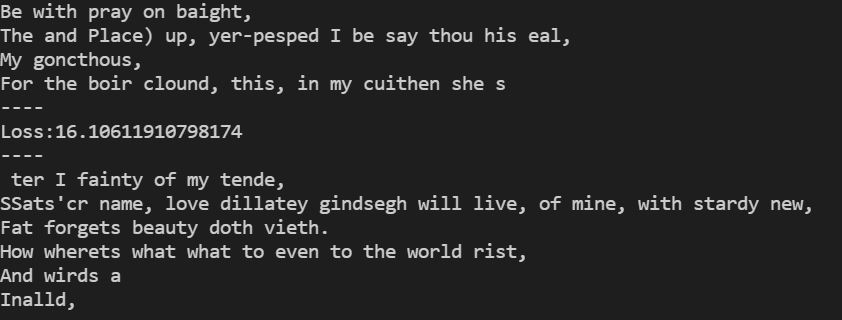 Be with pray on baight,
The and Place) up, yer-pesped I be say thou his eal,
My goncthous,
For the boir clound, this, in my cuithen she s
----
Loss:16.10611910798174
----
 ter I fainty of my tende,
SSats'cr name, love dillatey gindsegh will live, of mine, with stardy new,
Fat forgets beauty doth vieth.
How wherets what what to even to the world rist,
And wirds a
Inalld,